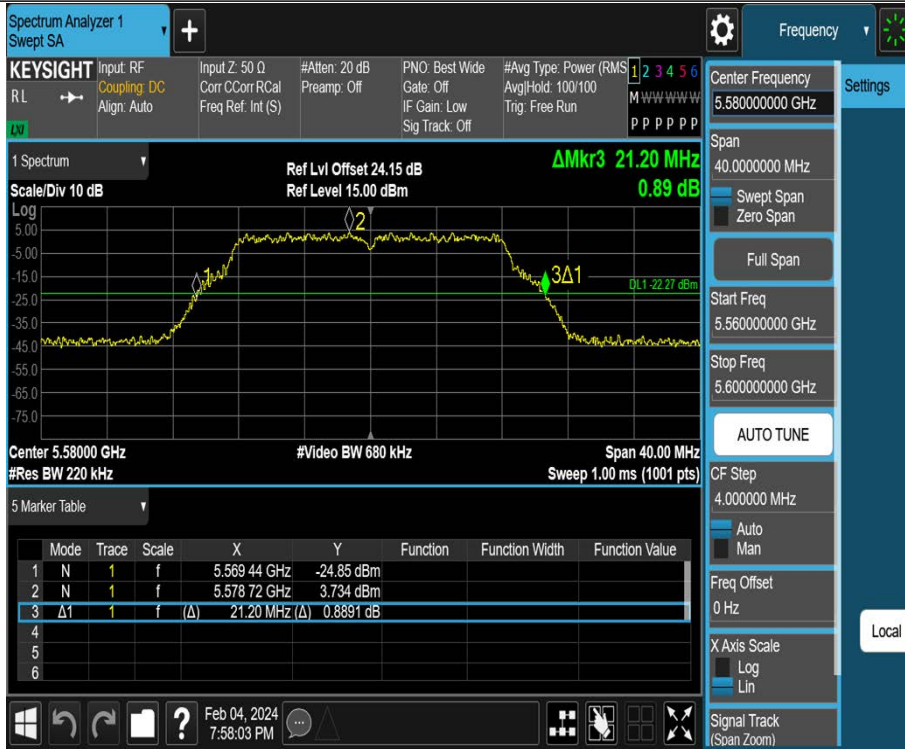 Spectrum Analyzer 1
Swept SA
+
Frequency
KEYSIGHT
RL
LXI
Input: RF
Coupling: DC
Align: Auto
Input Z: 50 Ω
Corr CCorr RCal
Freq Ref: Int (S)
#Atten: 20 dB
Preamp: Off
PNO: Best Wide
Gate: Off
IF Gain: Low
Sig Track: Off
#Avg Type: Power (RMS
Avg|Hold: 100/100
Trig: Free Run
1 2 3 4 5 6
M W W W W W
P P P P P P
1 Spectrum
Scale/Div 10 dB
Ref Lvl Offset 24.15 dB
Ref Level 15.00 dBm
ΔMkr3 21.20 MHz
0.89 dB
Log
5.00
-5.00
-15.0
-25.0
-35.0
-45.0
-55.0
-65.0
-75.0
1
2
3Δ1
DL1 -22.27 dBm
Center 5.58000 GHz
#Res BW 220 kHz
#Video BW 680 kHz
Span 40.00 MHz
Sweep 1.00 ms (1001 pts)
5 Marker Table
Mode Trace Scale X Y Function Function Width Function Value
1 N 1 f 5.569 44 GHz -24.85 dBm
2 N 1 f 5.578 72 GHz 3.734 dBm
3 Δ1 1 f (Δ) 21.20 MHz (Δ) 0.8891 dB
4
5
6
?
Feb 04, 2024
7:58:03 PM
Center Frequency
5.580000000 GHz
Span
40.0000000 MHz
Swept Span
Zero Span
Full Span
Start Freq
5.560000000 GHz
Stop Freq
5.600000000 GHz
AUTO TUNE
CF Step
4.000000 MHz
Auto
Man
Freq Offset
0 Hz
X Axis Scale
Log
Lin
Signal Track
(Span Zoom)
Settings
Local